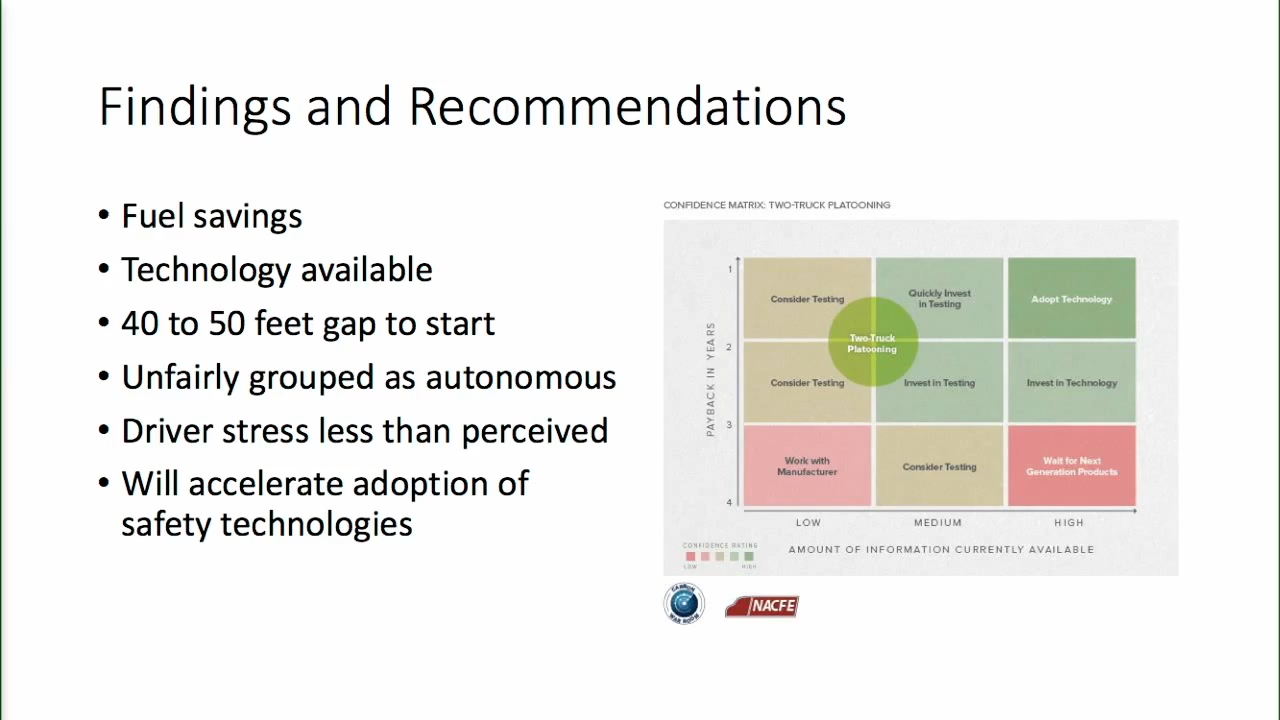 Findings and Recommendations
• Fuel savings
• Technology available
• 40 to 50 feet gap to start
• Unfairly grouped as autonomous
• Driver stress less than perceived
• Will accelerate adoption of
safety technologies
CONFIDENCE MATRIX: TWO-TRUCK PLATOONING
PAYBACK IN YEARS
1
2
3
4
Consider Testing
Quickly Invest
in Testing
Adopt Technology
Two-Truck
Platooning
Consider Testing
Invest in Testing
Invest in Technology
Work with
Manufacturer
Consider Testing
Wait for Next
Generation Products
LOW
MEDIUM
HIGH
AMOUNT OF INFORMATION CURRENTLY AVAILABLE
CONFIDENCE RATING
LOW
HIGH
CARBON
WAR ROOM
NACFE